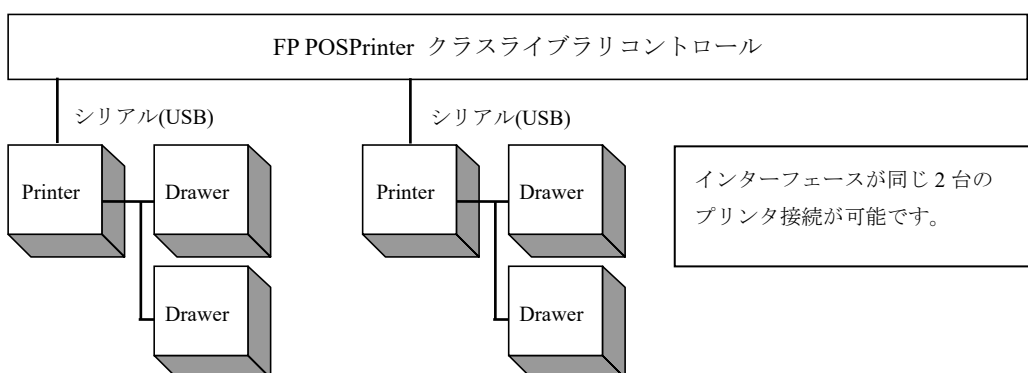 FP POSPrinter クラスライブラリコントロール
シリアル(USB)
シリアル(USB)
Printer
Drawer
Printer
Drawer
インターフェースが同じ 2 台の
プリンタ接続が可能です。
Drawer
Drawer